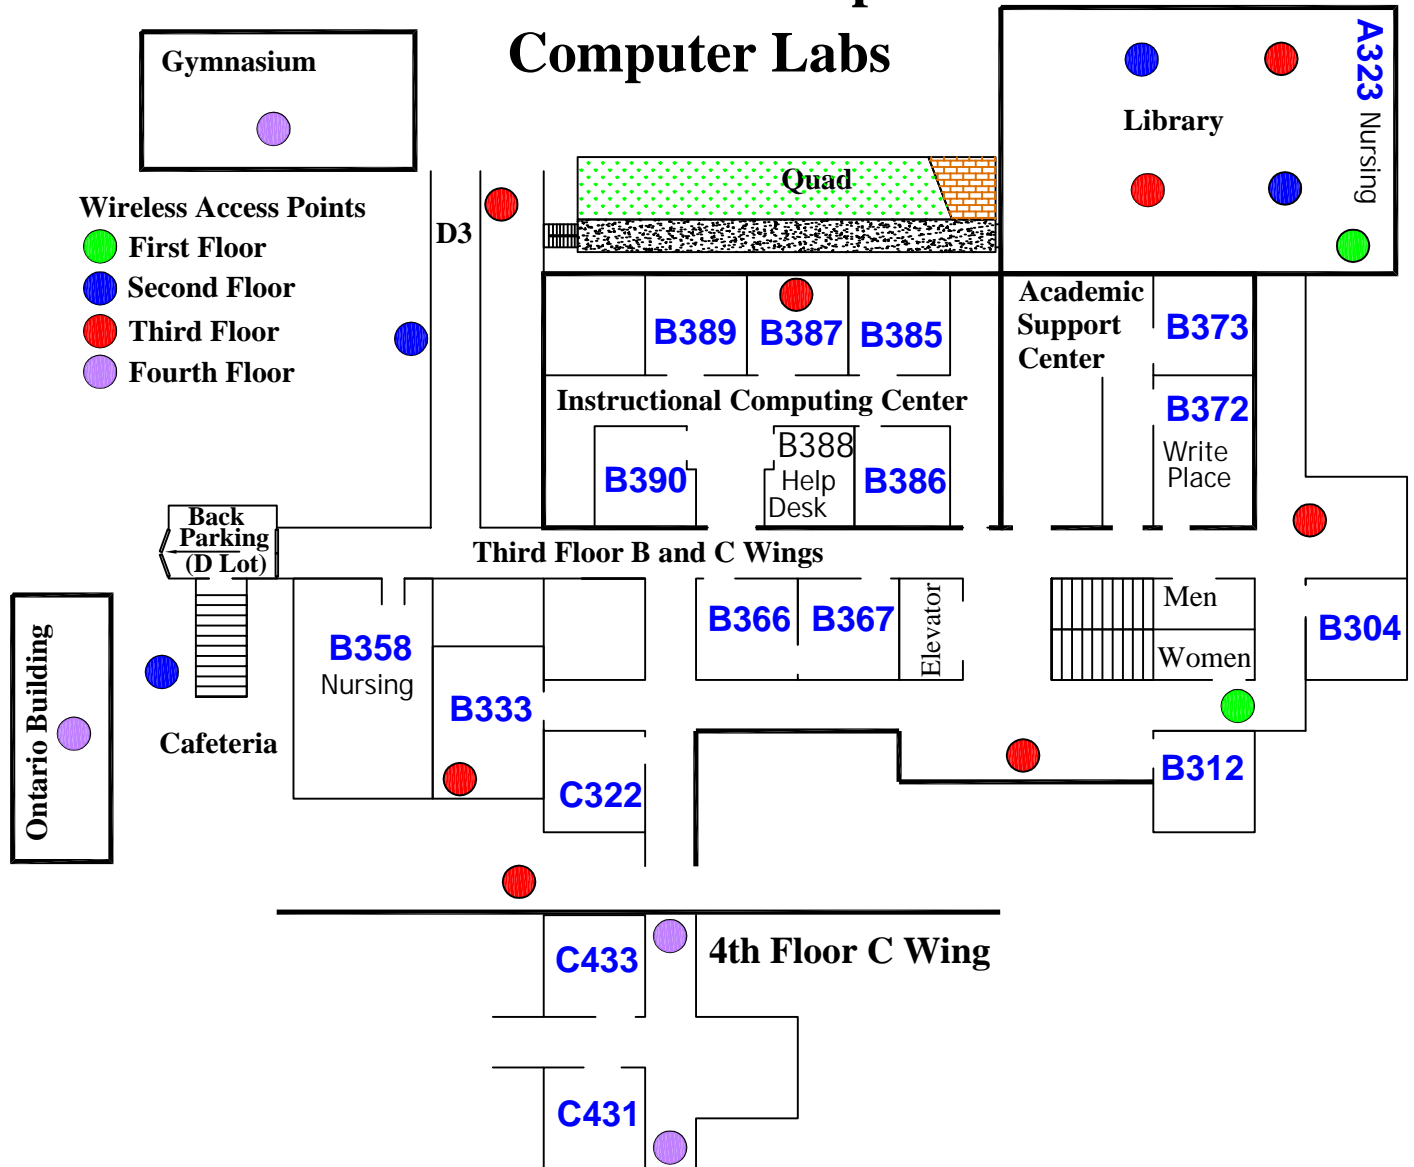 Computer Labs
Gymnasium
A323 Nursing
Library
Quad
Wireless Access Points
First Floor
Second Floor
Third Floor
Fourth Floor
D3
Academic
Support
Center
B373
B389
B387
B385
Instructional Computing Center
B372
Write
Place
B390
B388
Help
Desk
B386
Back
Parking
(D Lot)
Third Floor B and C Wings
B358
Nursing
B366
B367
Elevator
Men
Women
B304
Ontario Building
B333
Cafeteria
C322
B312
C433
4th Floor C Wing
C431